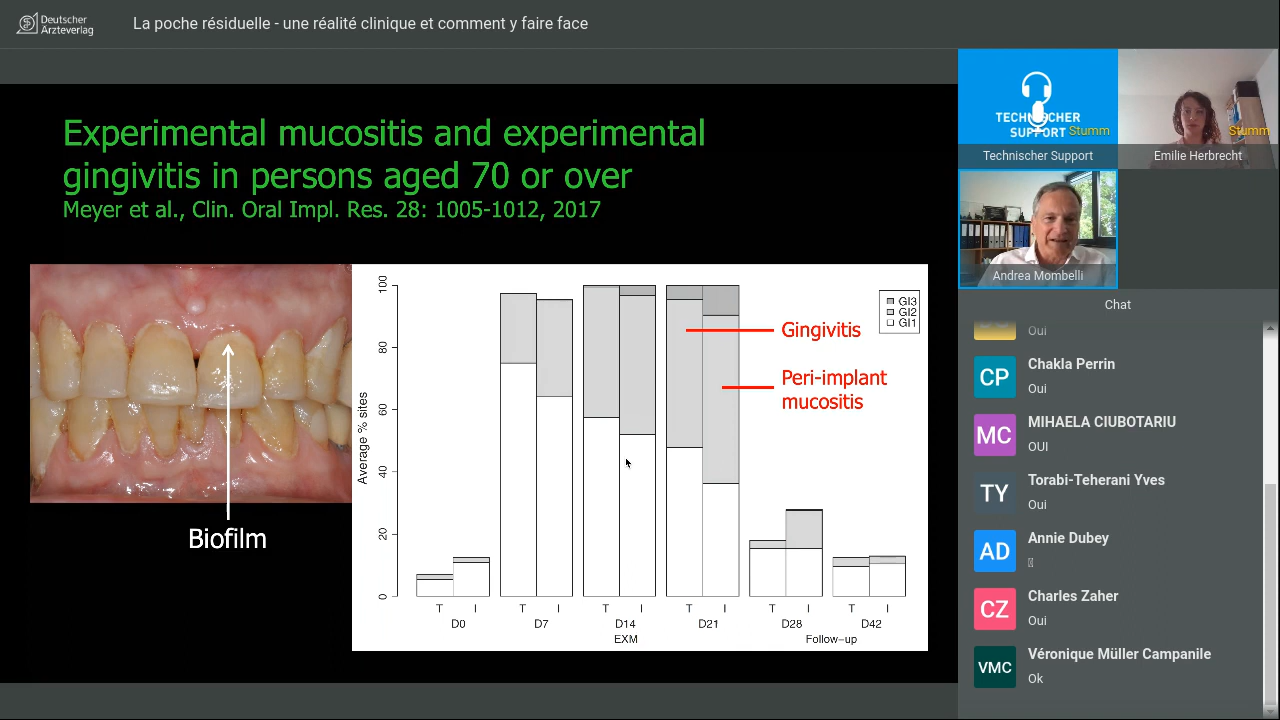 Deutscher
Ärzteverlag
La poche résiduelle - une réalité clinique et comment y faire face
Experimental mucositis and experimental
gingivitis in persons aged 70 or over
Meyer et al., Clin. Oral Impl. Res. 28: 1005-1012, 2017
Biofilm
Average % sites
100
80
60
40
20
0
GI3
GI2
GI1
Gingivitis
Peri-implant
mucositis
T I T I T I T I T I T I
D0 D7 D14 D21 D28 D42
EXM Follow-up
TECHNISCHER
SUPPORT
Stumm
Technischer Support
Stumm
Emilie Herbrecht
Andrea Mombelli
Chat
Oui
CP
Chakla Perrin
Oui
MC
MIHAELA CIUBOTARIU
OUI
TY
Torabi-Teherani Yves
Oui
AD
Annie Dubey
CZ
Charles Zaher
Oui
VMC
Véronique Müller Campanile
Ok